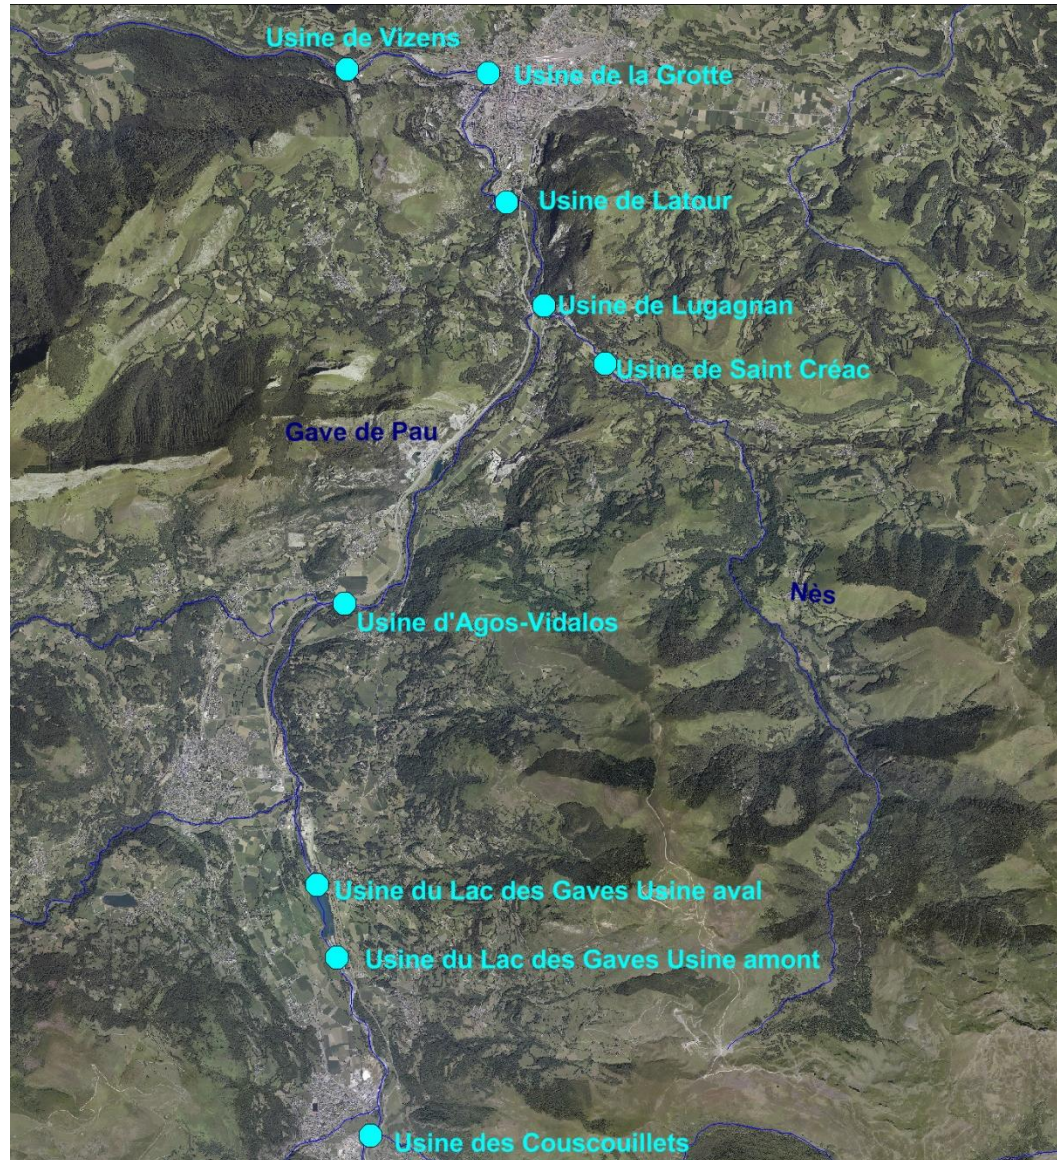 Usine de Vizens
Usine de la Grotte
Usine de Latour
Usine de Lugagnan
Usine de Saint Créac
Gave de Pau
Nès
Usine d'Agos-Vidalos
Usine du Lac des Gaves Usine aval
Usine du Lac des Gaves Usine amont
Usine des Couscouillets